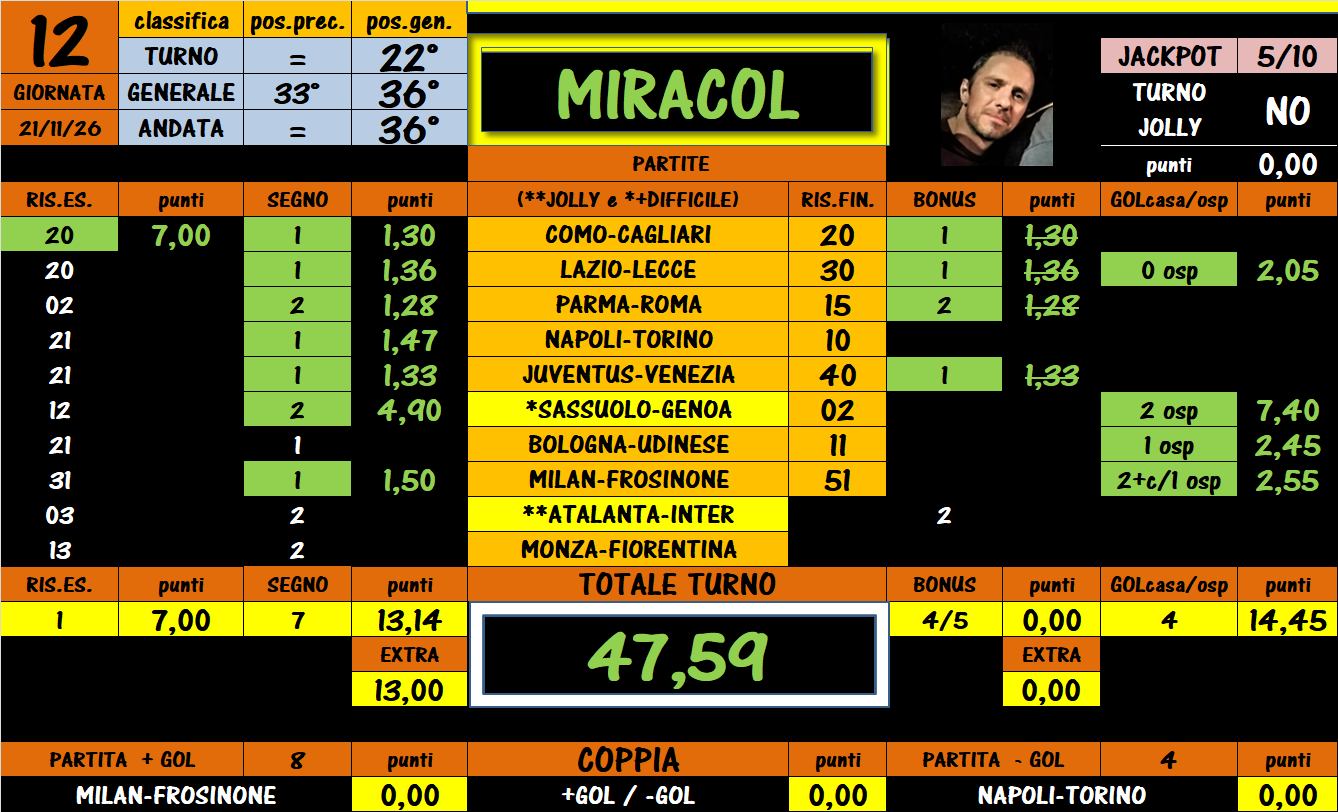 12 classifica pos.prec. pos.gen.
TURNO = 22° MIRACOL JACKPOT 5/10
GIORNATA GENERALE 33° 36° TURNO JOLLY NO
21/11/26 ANDATA = 36°
PARTITE punti 0,00
RIS.ES. punti SEGNO punti (**JOLLY e *+DIFFICILE) RIS.FIN. BONUS punti GOLcasa/osp punti
20 7,00 1 1,30 COMO-CAGLIARI 20 1 1,30
20 1 1,36 LAZIO-LECCE 30 1 1,36 0 osp 2,05
02 2 1,28 PARMA-ROMA 15 2 1,28
21 1 1,47 NAPOLI-TORINO 10
21 1 1,33 JUVENTUS-VENEZIA 40 1 1,33
12 2 4,90 *SASSUOLO-GENOA 02 2 osp 7,40
21 1 BOLOGNA-UDINESE 11 1 osp 2,45
31 1 1,50 MILAN-FROSINONE 51 2+c/1 osp 2,55
03 2 **ATALANTA-INTER 2
13 2 MONZA-FIORENTINA
RIS.ES. punti SEGNO punti TOTALE TURNO BONUS punti GOLcasa/osp punti
1 7,00 7 13,14 47,59 4/5 0,00 4 14,45
EXTRA EXTRA
13,00 0,00
PARTITA + GOL 8 punti COPPIA punti PARTITA - GOL 4 punti
MILAN-FROSINONE 0,00 +GOL / -GOL 0,00 NAPOLI-TORINO 0,00